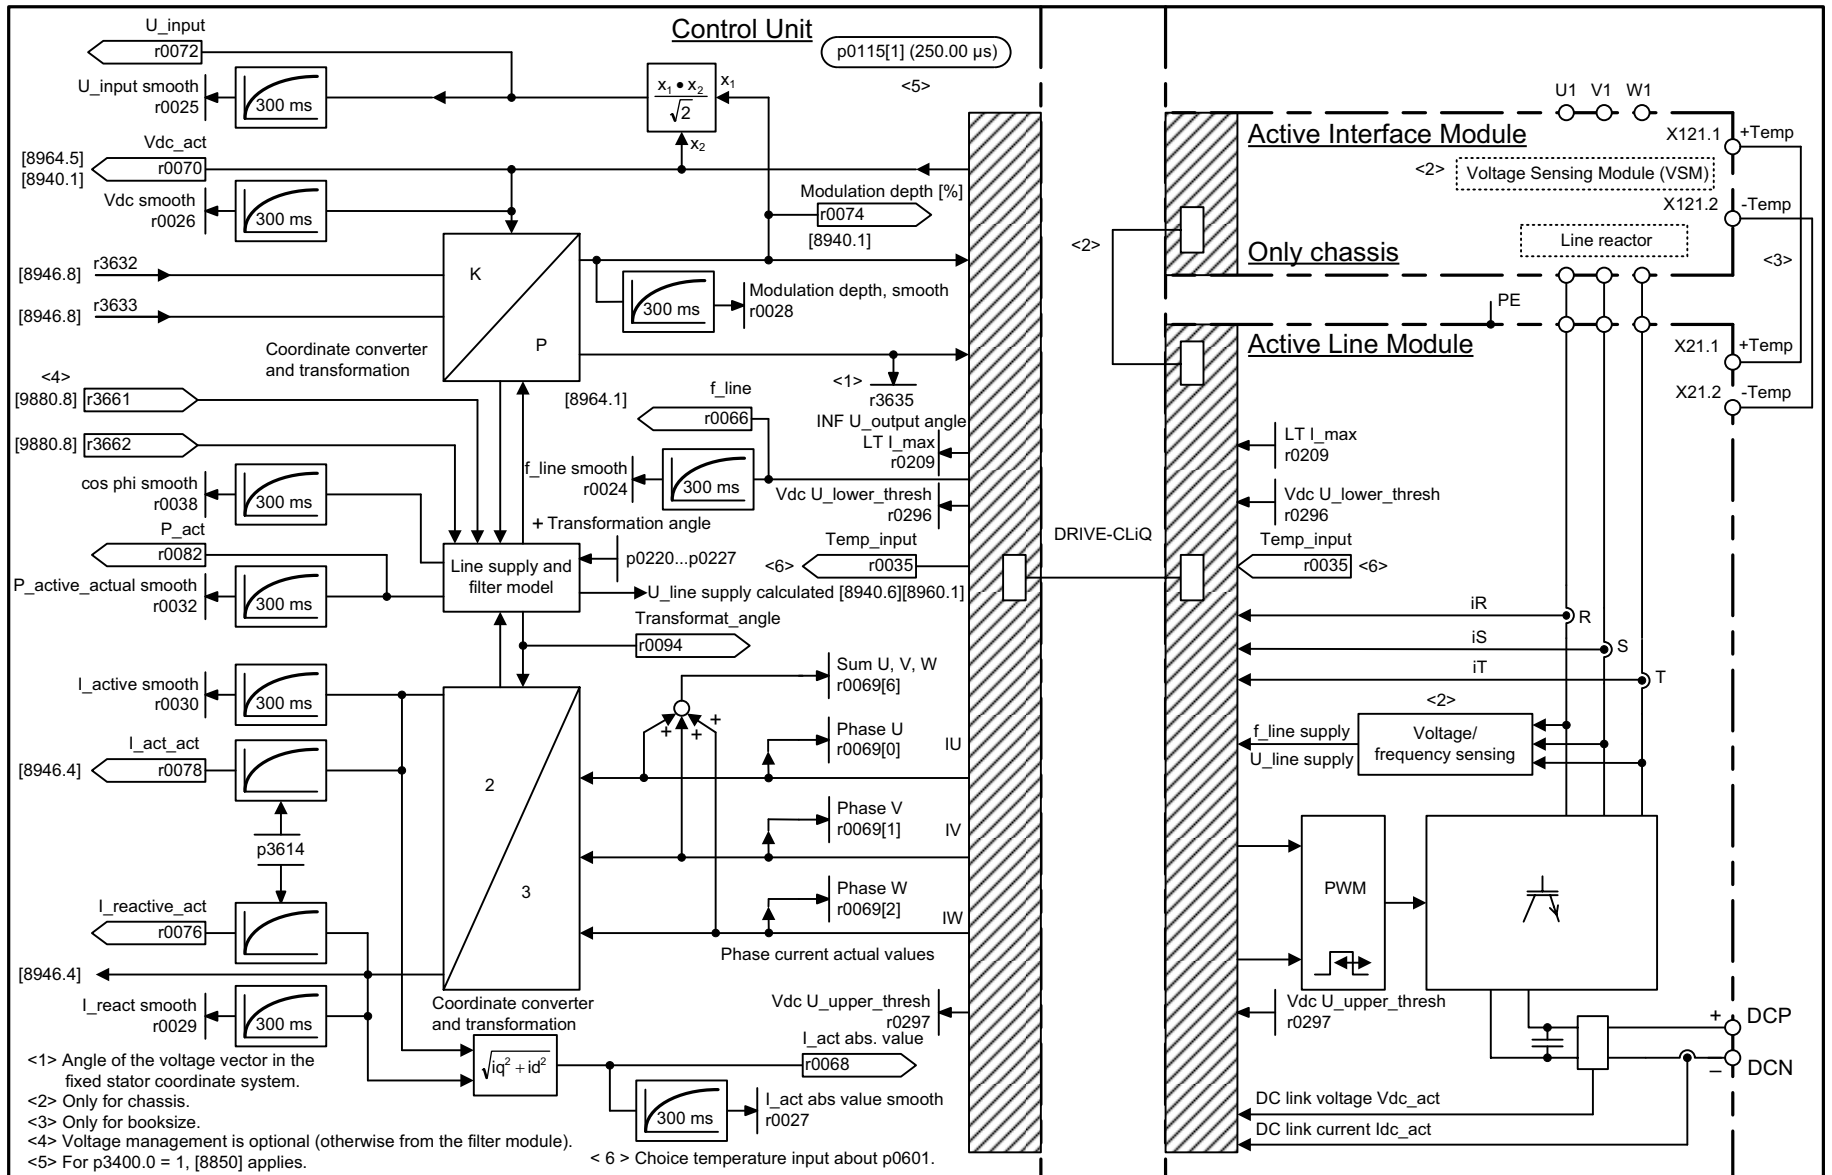 Control Unit
p0115[1] (250.00 µs)
<5>
U_input
r0072
U_input smooth
r0025
300 ms
x1 • x2
√2
x1
x2
Vdc_act
[8964.5]
[8940.1]
r0070
Vdc smooth
r0026
300 ms
Modulation depth [%]
r0074
[8940.1]
[8946.8]
r3632
[8946.8]
r3633
K
P
300 ms
Modulation depth, smooth
r0028
Coordinate converter
and transformation
<4>
[9880.8]
r3661
[9880.8]
r3662
[8964.1]
f_line
r0066
<1>
r3635
INF U_output angle
LT I_max
r0209
f_line smooth
r0024
300 ms
Vdc U_lower_thresh
r0296
cos phi smooth
r0038
300 ms
P_act
r0082
P_active_actual smooth
r0032
300 ms
+ Transformation angle
Line supply and
filter model
p0220...p0227
U_line supply calculated [8940.6][8960.1]
Temp_input
<6>
r0035
Transformat_angle
r0094
I_active smooth
r0030
300 ms
I_act_act
[8946.4]
r0078
p3614
I_reactive_act
r0076
[8946.4]
I_react smooth
r0029
300 ms
2
3
Sum U, V, W
r0069[6]
+
+
+
Phase U
r0069[0]
IU
Phase V
r0069[1]
IV
Phase W
r0069[2]
IW
Phase current actual values
Coordinate converter
and transformation
Vdc U_upper_thresh
r0297
√iq² + id²
I_act abs. value
r0068
300 ms
I_act abs value smooth
r0027
<1> Angle of the voltage vector in the
fixed stator coordinate system.
<2> Only for chassis.
<3> Only for booksize.
<4> Voltage management is optional (otherwise from the filter module).
<5> For p3400.0 = 1, [8850] applies.
< 6 > Choice temperature input about p0601.
DRIVE-CLiQ
<2>
U1 V1 W1
Active Interface Module
<2>
Voltage Sensing Module (VSM)
X121.1
+Temp
X121.2
-Temp
Line reactor
Only chassis
<3>
PE
Active Line Module
X21.1
+Temp
X21.2
-Temp
LT I_max
r0209
Vdc U_lower_thresh
r0296
Temp_input
r0035
<6>
iR
R
iS
S
iT
T
<2>
f_line supply
U_line supply
Voltage/
frequency sensing
PWM
Vdc U_upper_thresh
r0297
+
DCP
–
DCN
DC link voltage Vdc_act
DC link current Idc_act